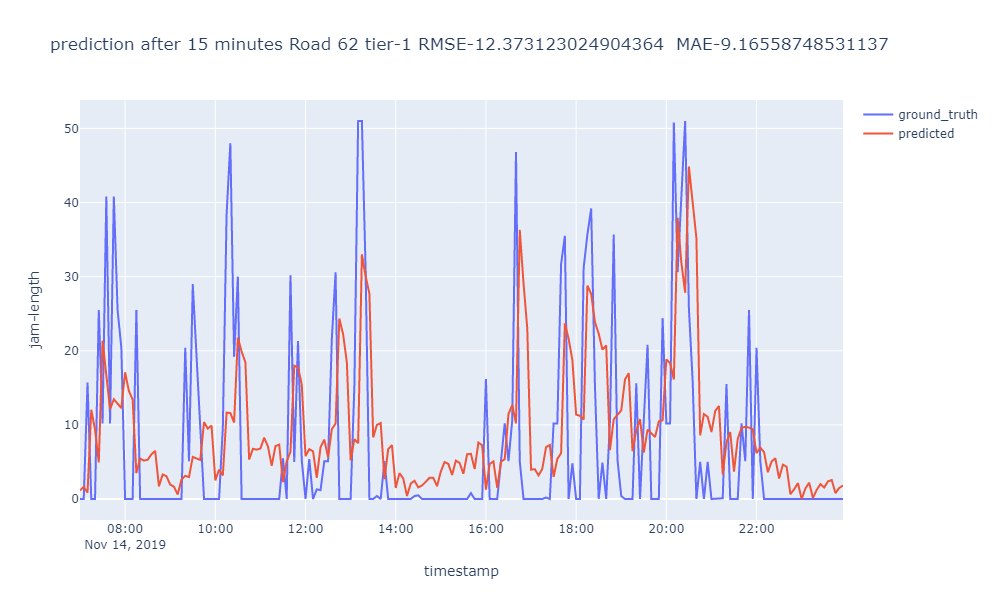 prediction after 15 minutes Road 62 tier-1 RMSE-12.373123024904364  MAE-9.16558748531137
ground_truth
predicted
50
40
30
20
10
0
jam-length
08:00 10:00 12:00 14:00 16:00 18:00 20:00 22:00
Nov 14, 2019
timestamp